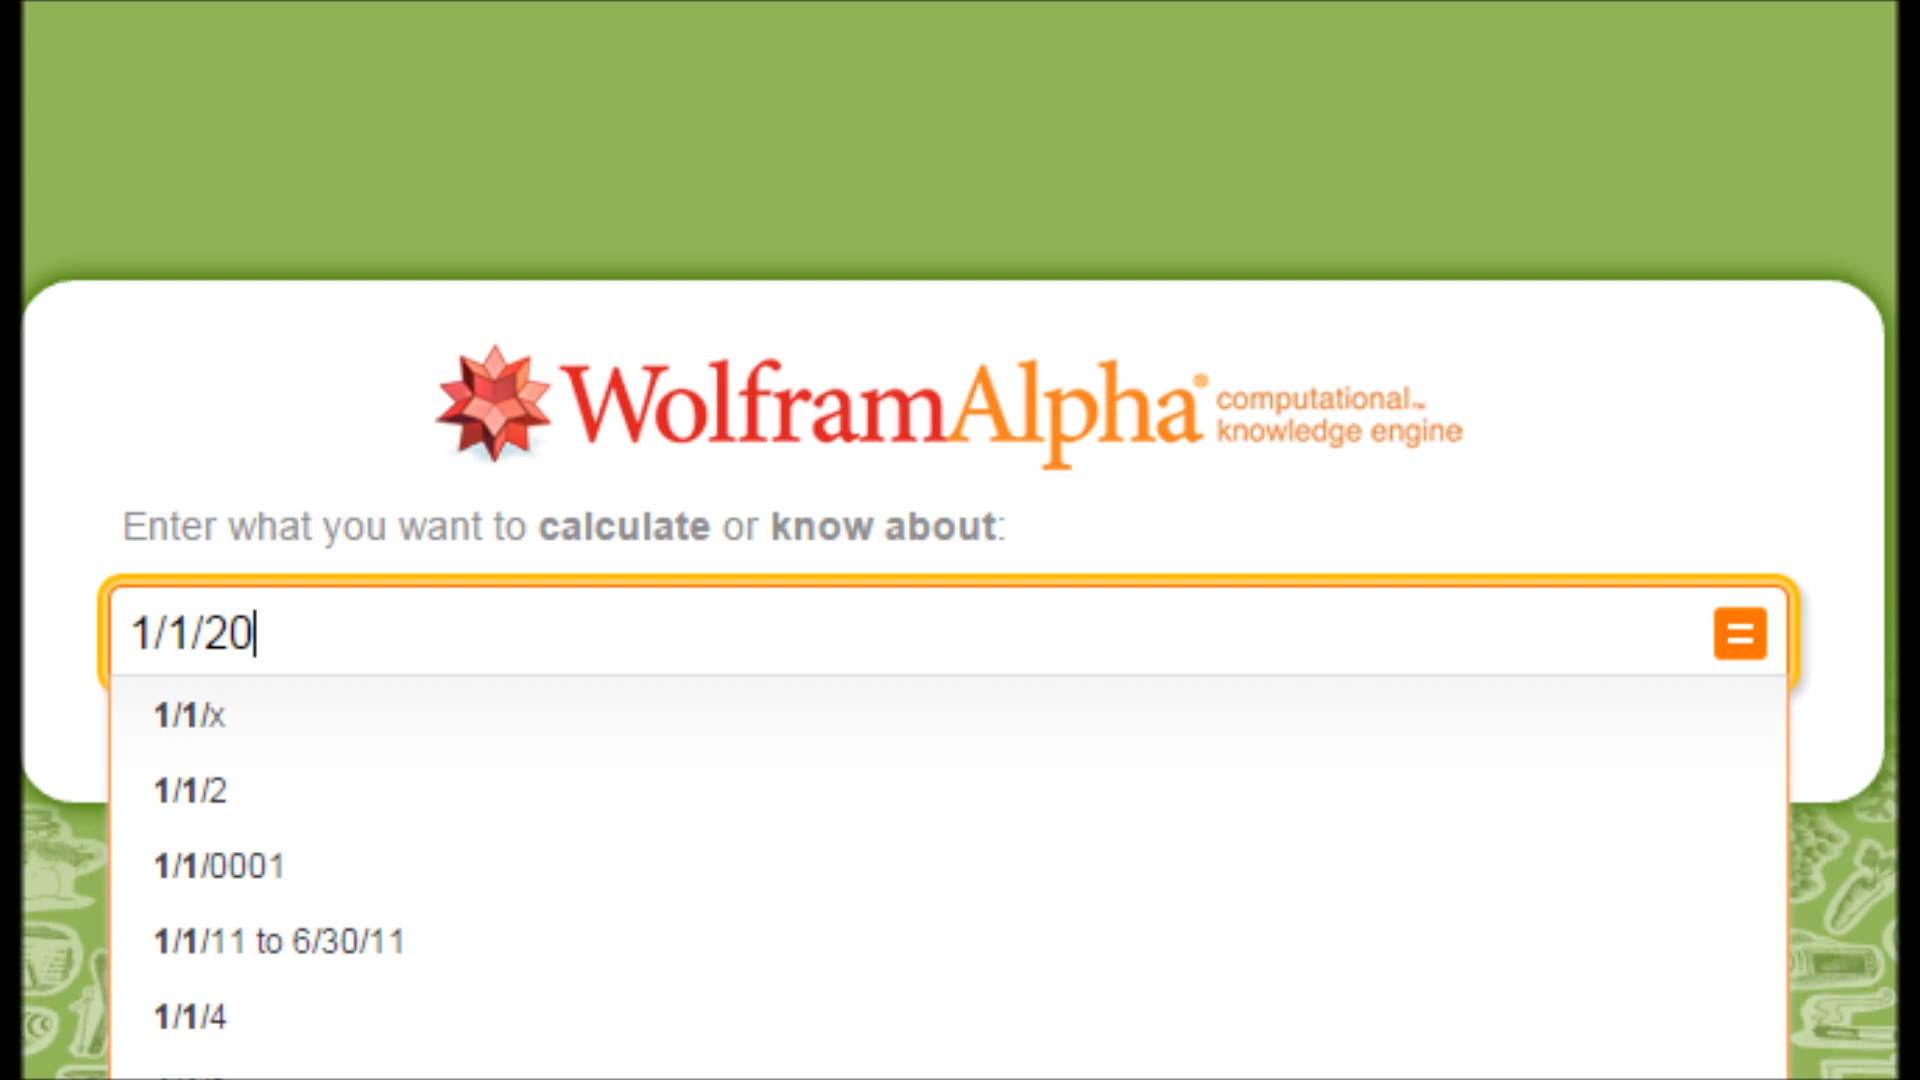 WolframAlpha® computational™
knowledge engine
Enter what you want to calculate or know about:
1/1/20
1/1/x
1/1/2
1/1/0001
1/1/11 to 6/30/11
1/1/4